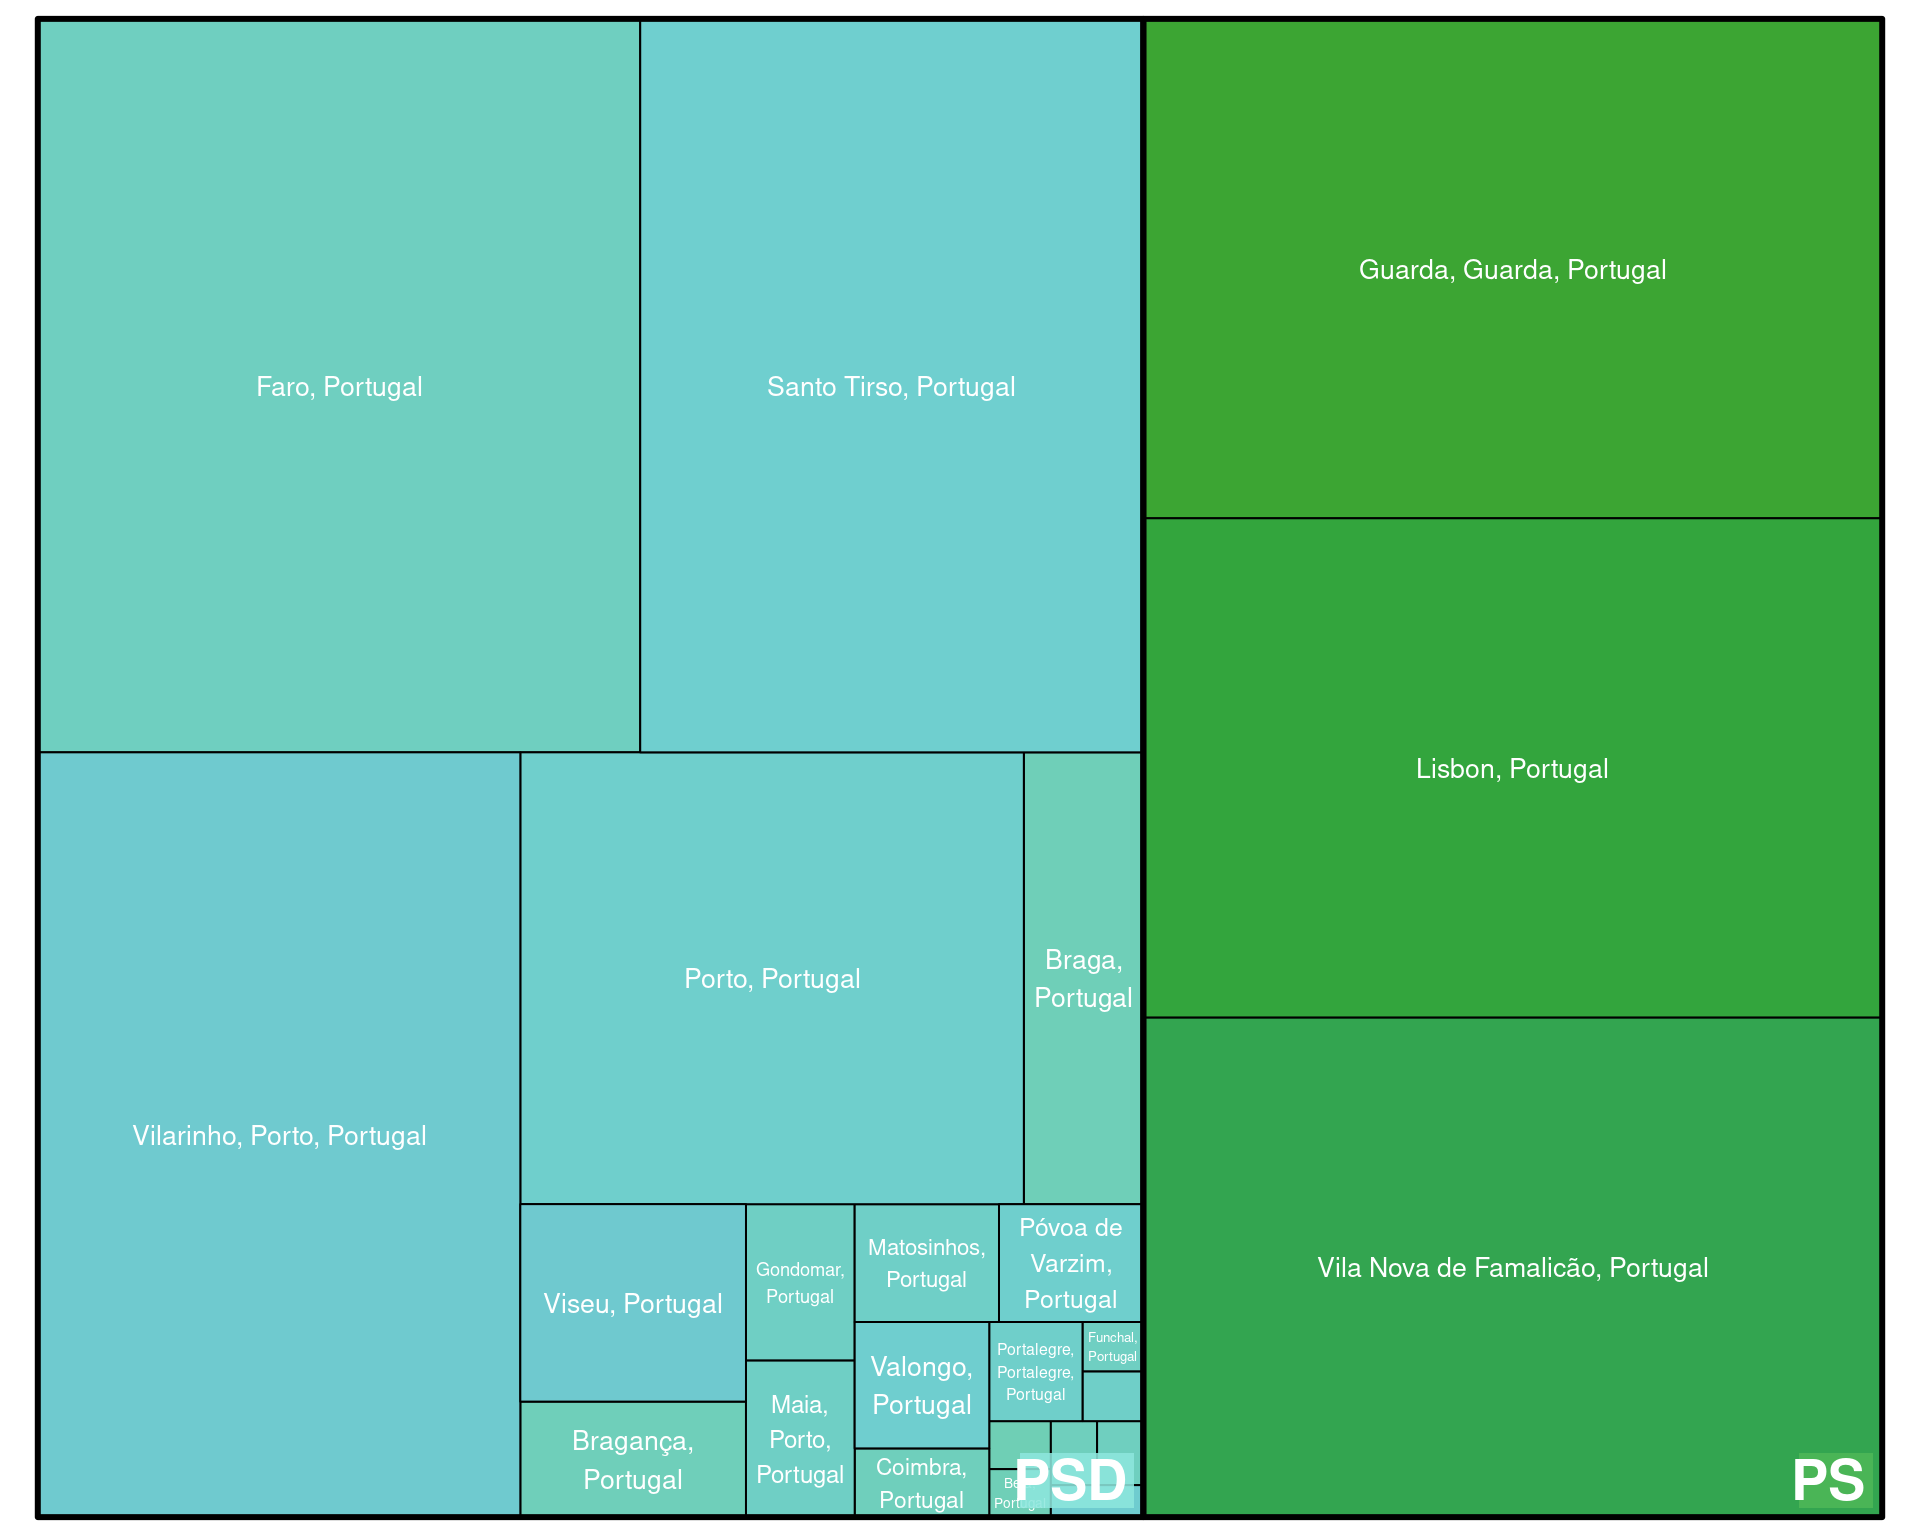 Faro, Portugal
Santo Tirso, Portugal
Guarda, Guarda, Portugal
Lisbon, Portugal
Vilarinho, Porto, Portugal
Porto, Portugal
Braga,
Portugal
Vila Nova de Famalicão, Portugal
Viseu, Portugal
Gondomar,
Portugal
Matosinhos,
Portugal
Póvoa de
Varzim,
Portugal
Bragança,
Portugal
Maia,
Porto,
Portugal
Valongo,
Portugal
Portalegre,
Portalegre,
Portugal
Funchal,
Portugal
Coimbra,
Portugal
Portugal
PSD
PS